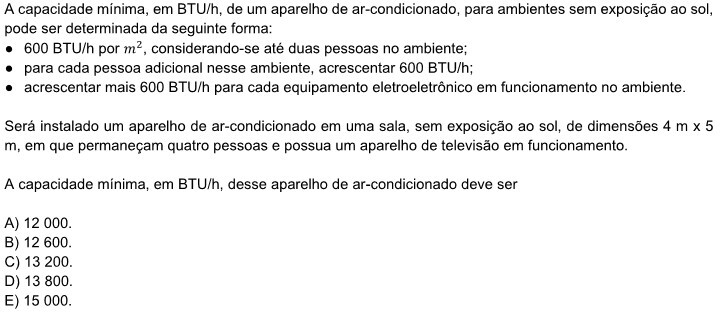 A capacidade mínima, em BTU/h, de um aparelho de ar-condicionado, para ambientes sem exposição ao sol,
pode ser determinada da seguinte forma:
● 600 BTU/h por m², considerando-se até duas pessoas no ambiente;
● para cada pessoa adicional nesse ambiente, acrescentar 600 BTU/h;
● acrescentar mais 600 BTU/h para cada equipamento eletroeletrônico em funcionamento no ambiente.
Será instalado um aparelho de ar-condicionado em uma sala, sem exposição ao sol, de dimensões 4 m x 5
m, em que permaneçam quatro pessoas e possua um aparelho de televisão em funcionamento.
A capacidade mínima, em BTU/h, desse aparelho de ar-condicionado deve ser
A) 12 000.
B) 12 600.
C) 13 200.
D) 13 800.
E) 15 000.